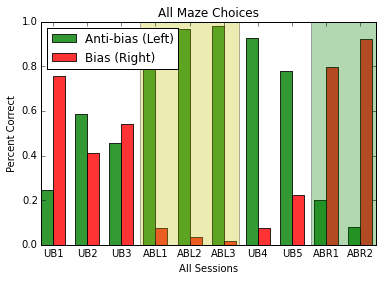 All Maze Choices
1.0
0.8
0.6
0.4
0.2
0.0
Percent Correct
Anti-bias (Left)
Bias (Right)
UB1 UB2 UB3 ABL1 ABL2 ABL3 UB4 UB5 ABR1 ABR2
All Sessions